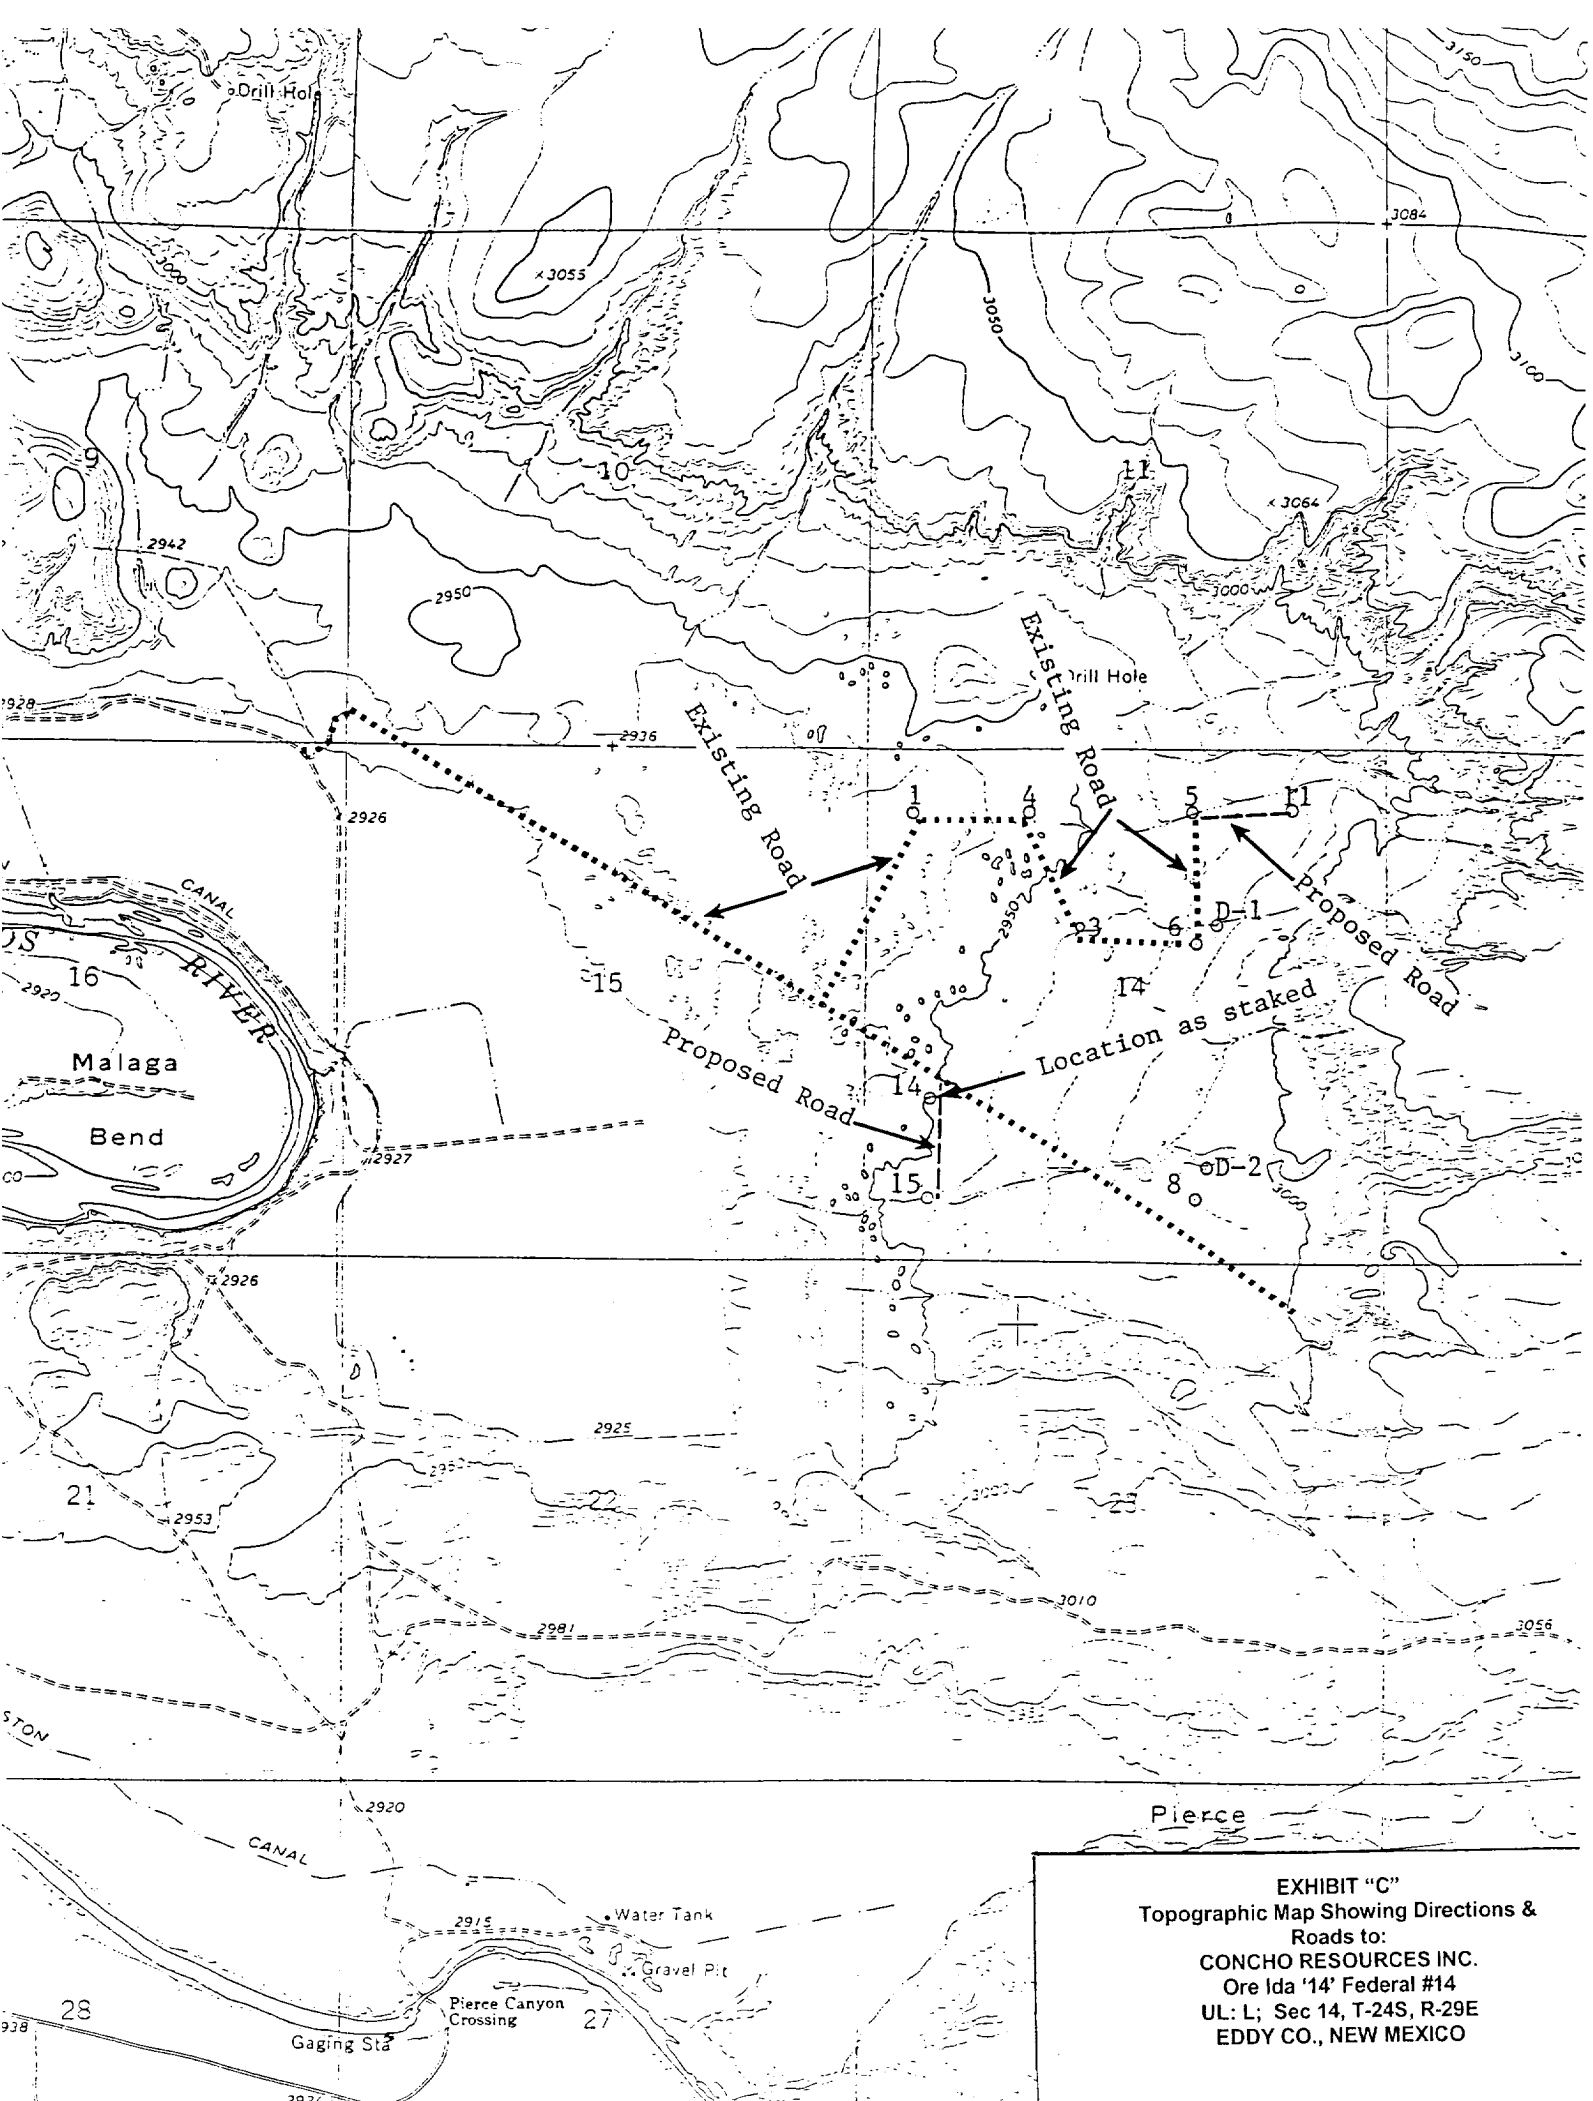 3150
Drill Hole
3084
3000
×3055
3050
3100
9
10
11
×3064
2942
2950
3000
Existing Road
Drill Hole
2928
2936
Existing Road
1
4
5
11
2926
CANAL
Proposed Road
2950
3
6
D-1
OS
RIVER
16
15
14
2920
Location as staked
Malaga
Proposed Road
14
Bend
2927
D-2
8
15
3000
2926
2925
21
22
23
3000
2953
3010
2981
3056
STON
2920
Pierce
CANAL
2915
Water Tank
Gravel Pit
28
Pierce Canyon
Crossing
27
938
Gaging Sta
EXHIBIT “C”
Topographic Map Showing Directions &
Roads to:
CONCHO RESOURCES INC.
Ore Ida '14' Federal #14
UL: L; Sec 14, T-24S, R-29E
EDDY CO., NEW MEXICO